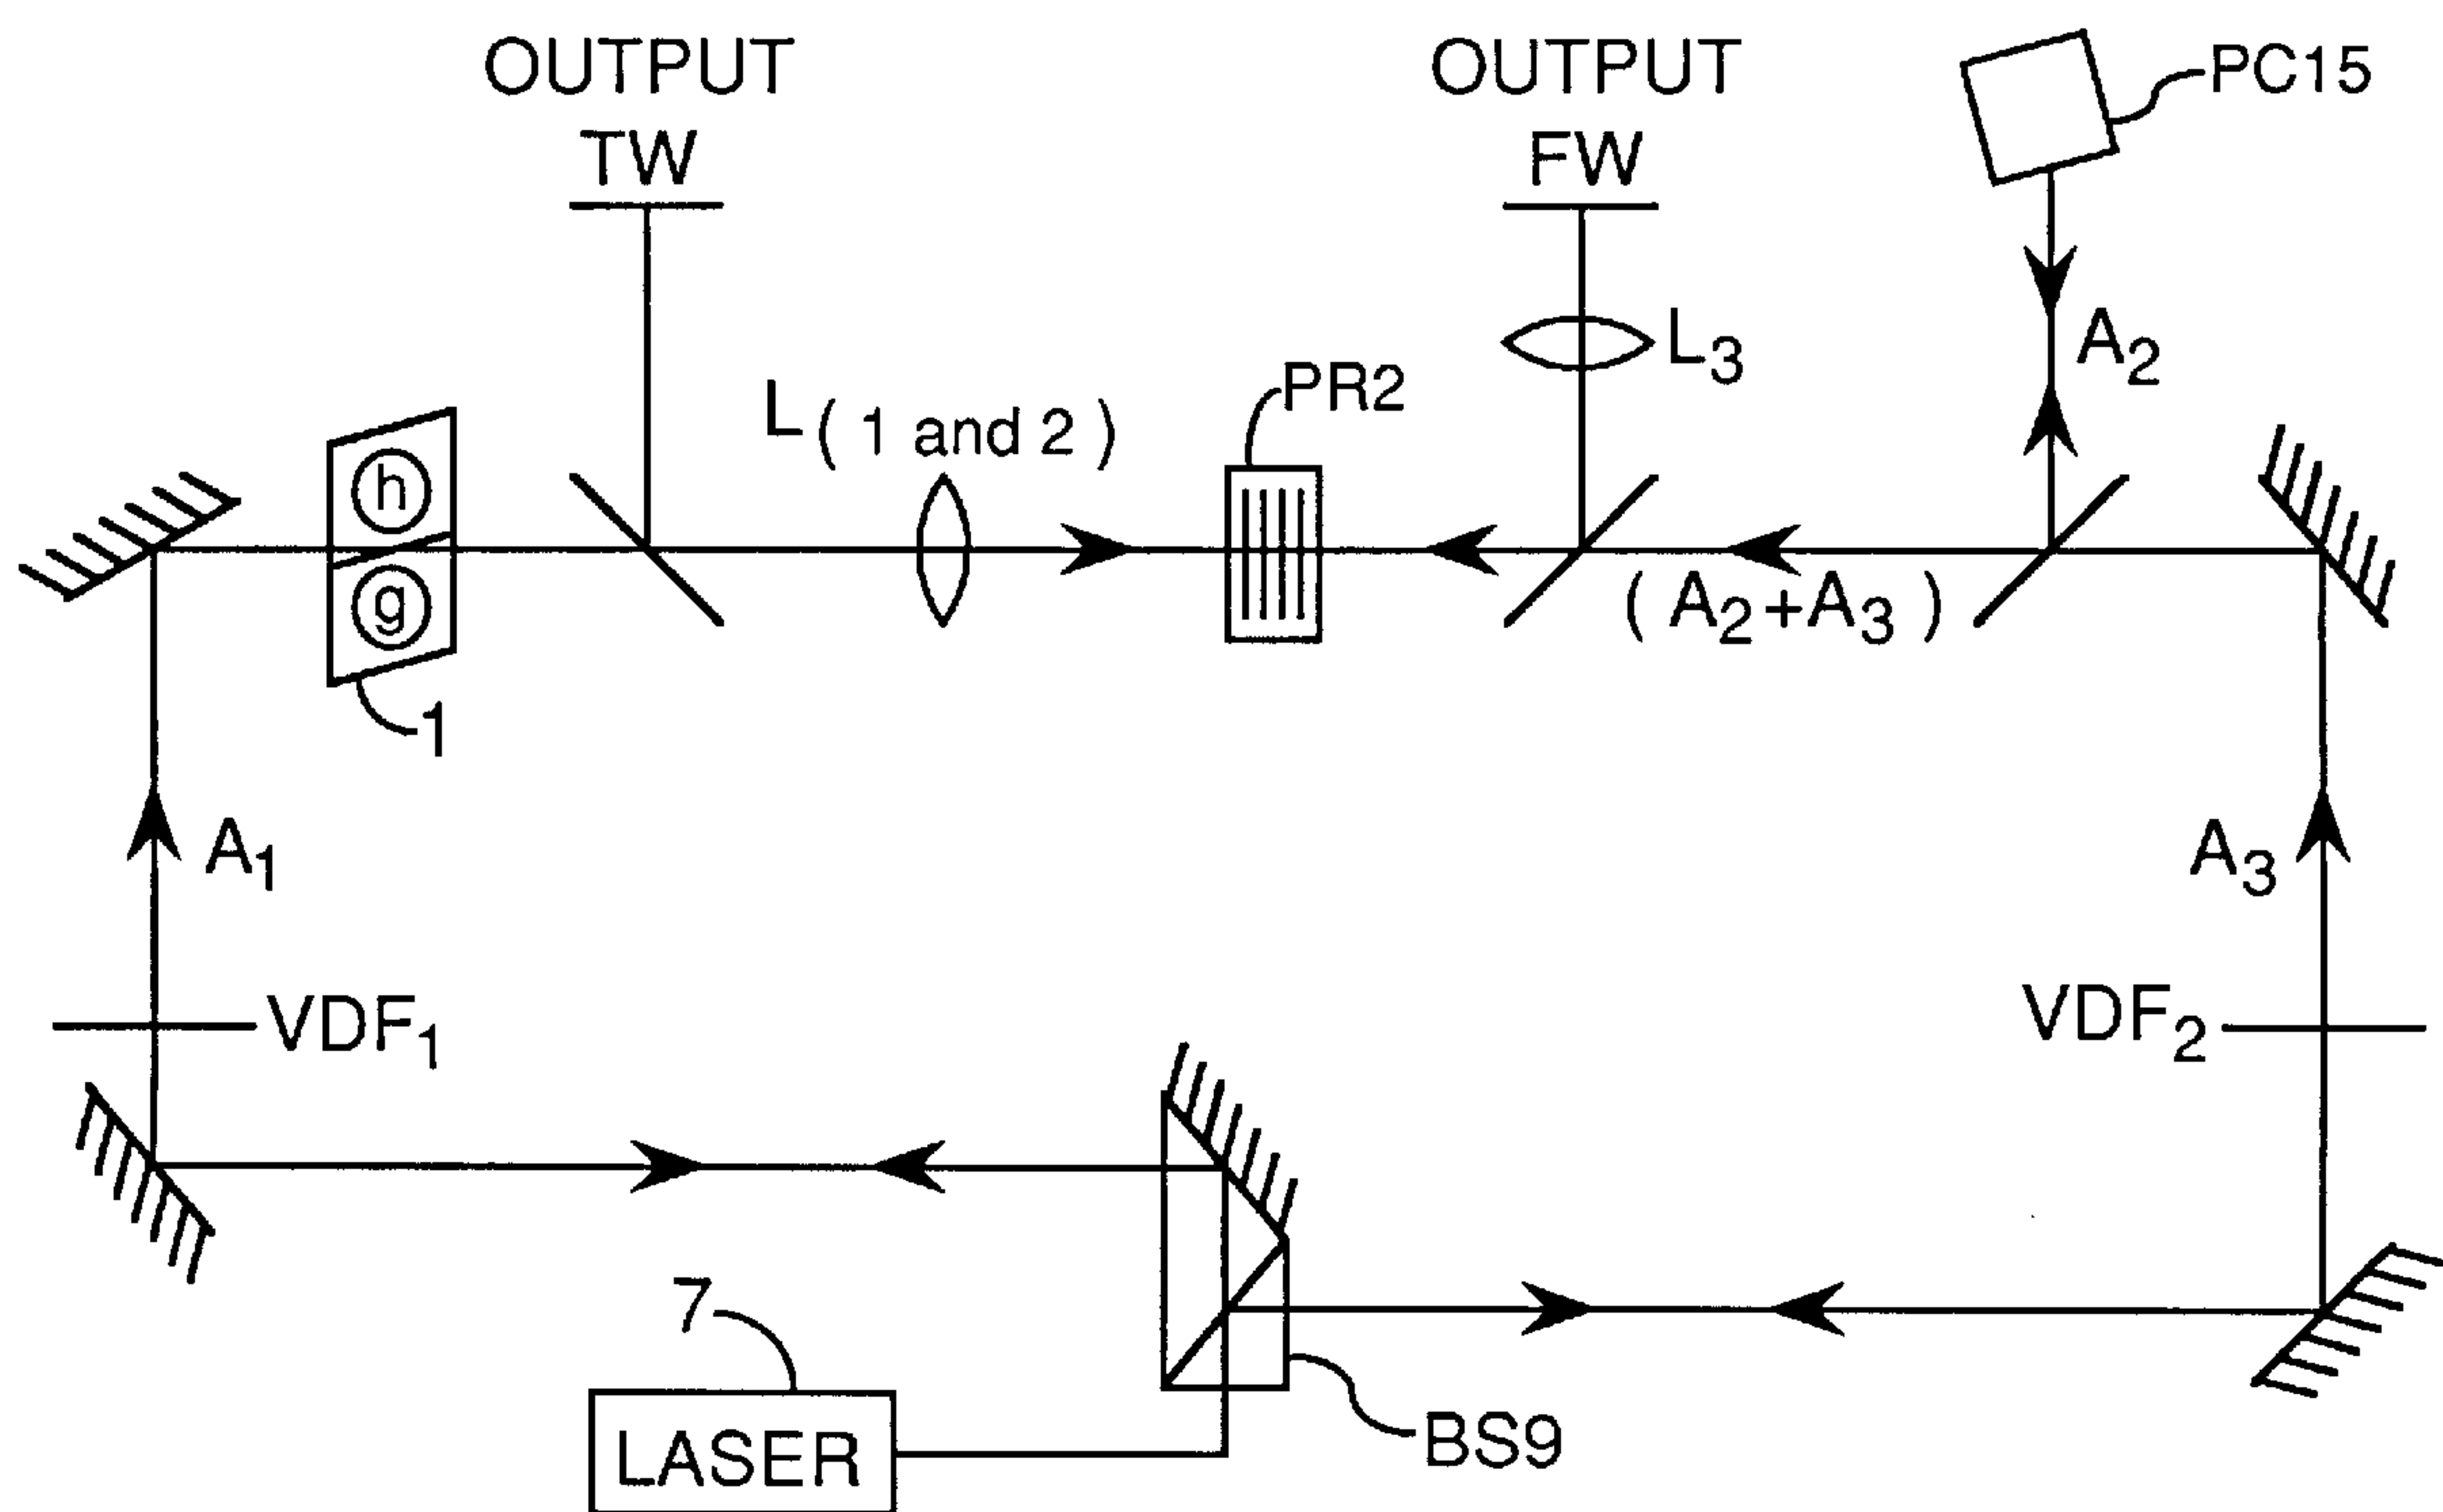 OUTPUT
TW
OUTPUT
FW
PC15
L3
A2
L( 1 and 2 )
PR2
h
g
( A2+A3 )
1
A1
A3
VDF1
VDF2
7
LASER
BS9